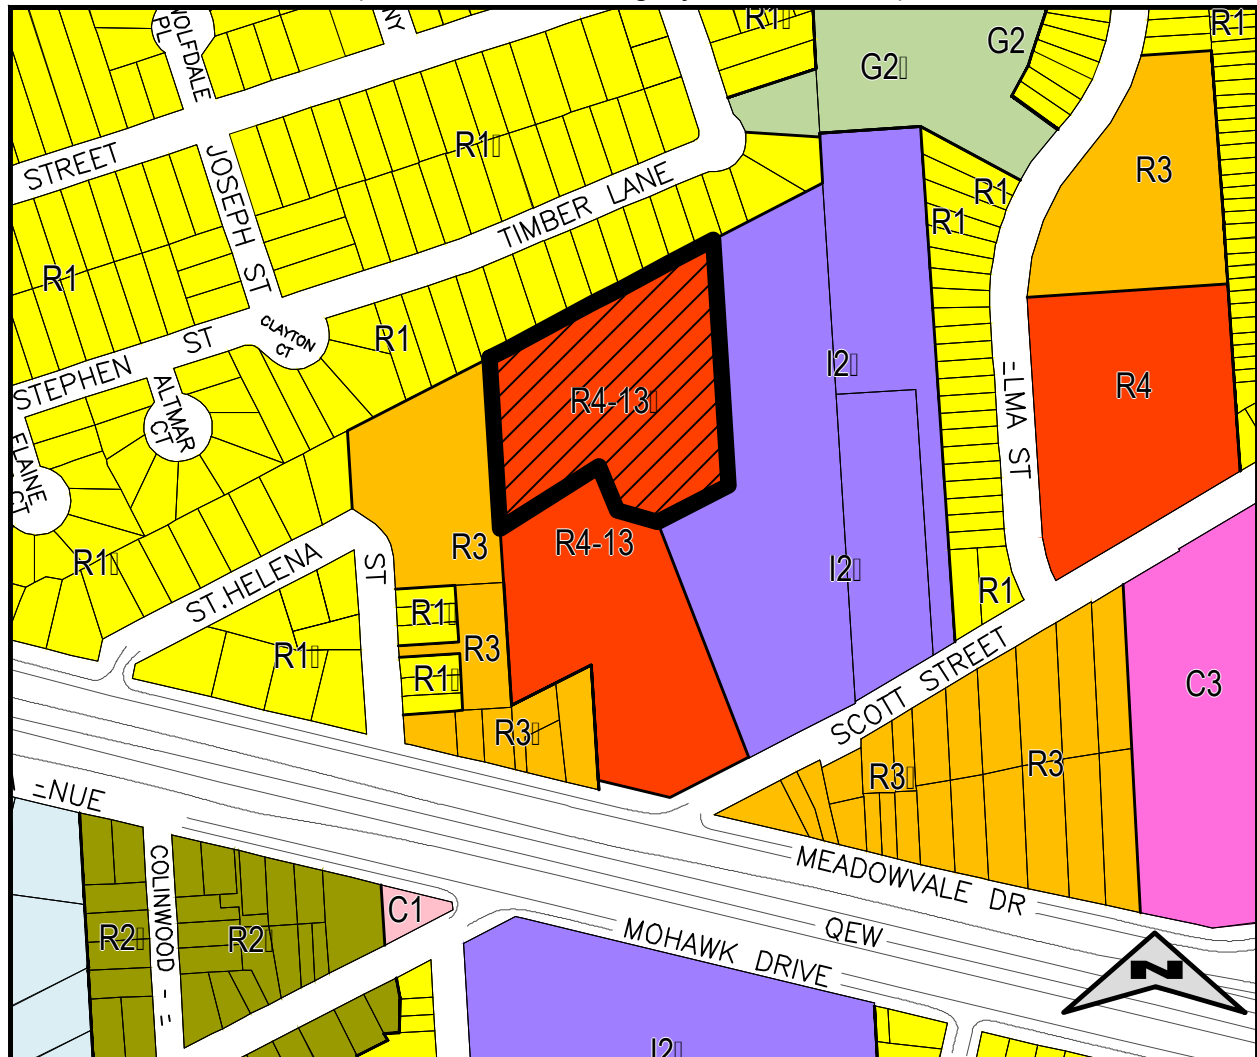 R1
R1
G2
G2
WOLFDALE
PL
R1
STREET
JOSEPH ST
TIMBER LANE
R3
R1
R1
R1
CLAYTON
CT
R1
STEPHEN ST
ALTMAR
CT
ELAINE
CT
R4-13
I2
LMA ST
R4
R3
R4-13
I2
R1
ST.HELENA
ST
R1
R1
R1
R3
R1
R3
R1
SCOTT STREET
C3
R3
R3
MEADOWVALE DR
QEW
MOHAWK DRIVE
NUE
COLINWOOD
C1
R2
R2
N
I2